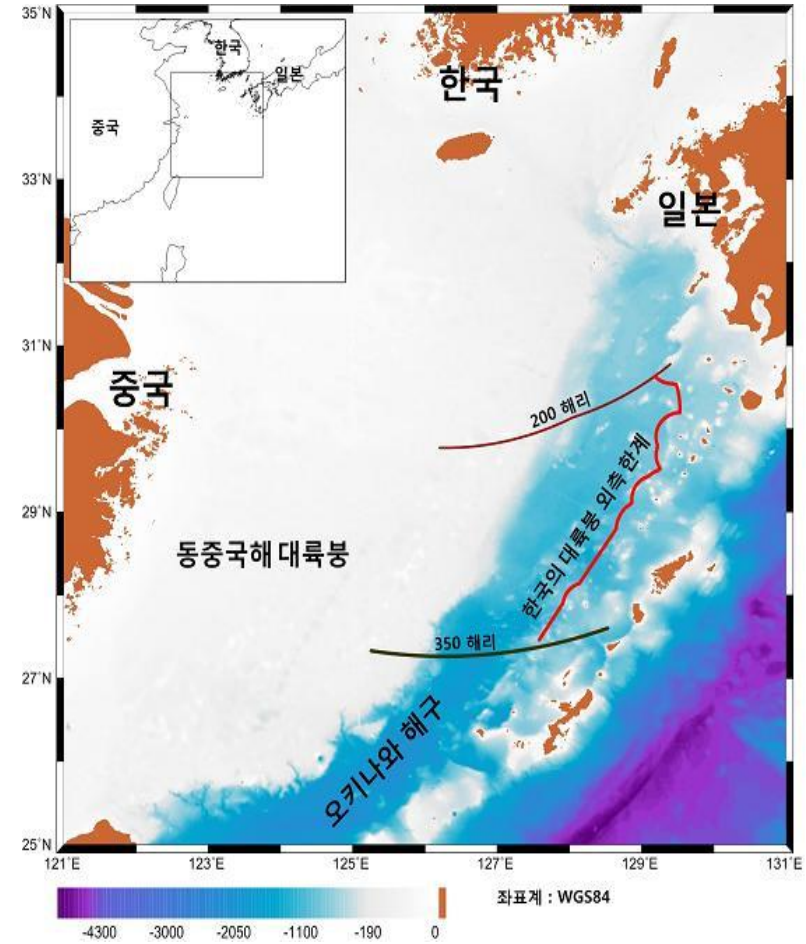 35˚N
한국
일본
중국
한국
33˚N
일본
31˚N
중국
200 해리
한국의 대륙붕 외측 한계
29˚N
동중국해 대륙붕
350 해리
27˚N
오키나와 해구
25˚N
121˚E 123˚E 125˚E 127˚E 129˚E 131˚E
좌표계 : WGS84
-4300 -3000 -2050 -1100 -190 0